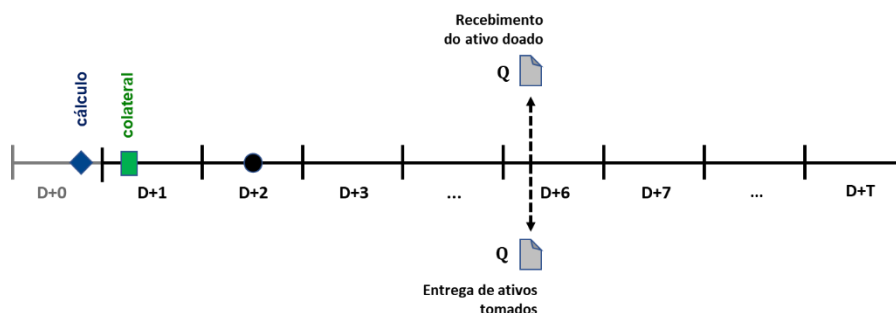 Recebimento
do ativo doado
Q
cálculo
colateral
D+0
D+1
D+2
D+3
...
D+6
D+7
...
D+T
Q
Entrega de ativos
tomados